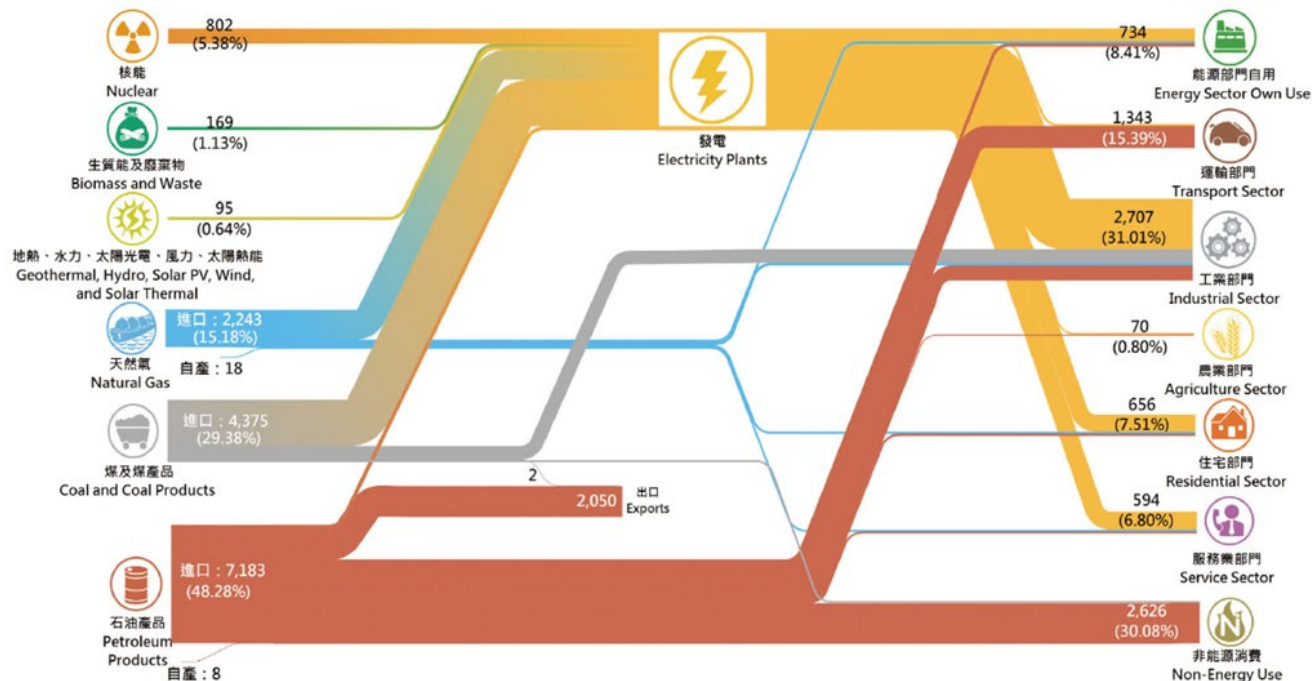 802
(5.38%)
核能
Nuclear
169
(1.13%)
生質能及廢棄物
Biomass and Waste
95
(0.64%)
地熱、水力、太陽光電、風力、太陽熱能
Geothermal, Hydro, Solar PV, Wind,
and Solar Thermal
進口：2,243
(15.18%)
天然氣
Natural Gas
自產：18
進口：4,375
(29.38%)
煤及煤產品
Coal and Coal Products
進口：7,183
(48.28%)
石油產品
Petroleum
Products
自產：8
發電
Electricity Plants
2
2,050
出口
Exports
734
(8.41%)
能源部門自用
Energy Sector Own Use
1,343
(15.39%)
運輸部門
Transport Sector
2,707
(31.01%)
工業部門
Industrial Sector
70
(0.80%)
農業部門
Agriculture Sector
656
(7.51%)
住宅部門
Residential Sector
594
(6.80%)
服務業部門
Service Sector
2,626
(30.08%)
N
非能源消費
Non-Energy Use